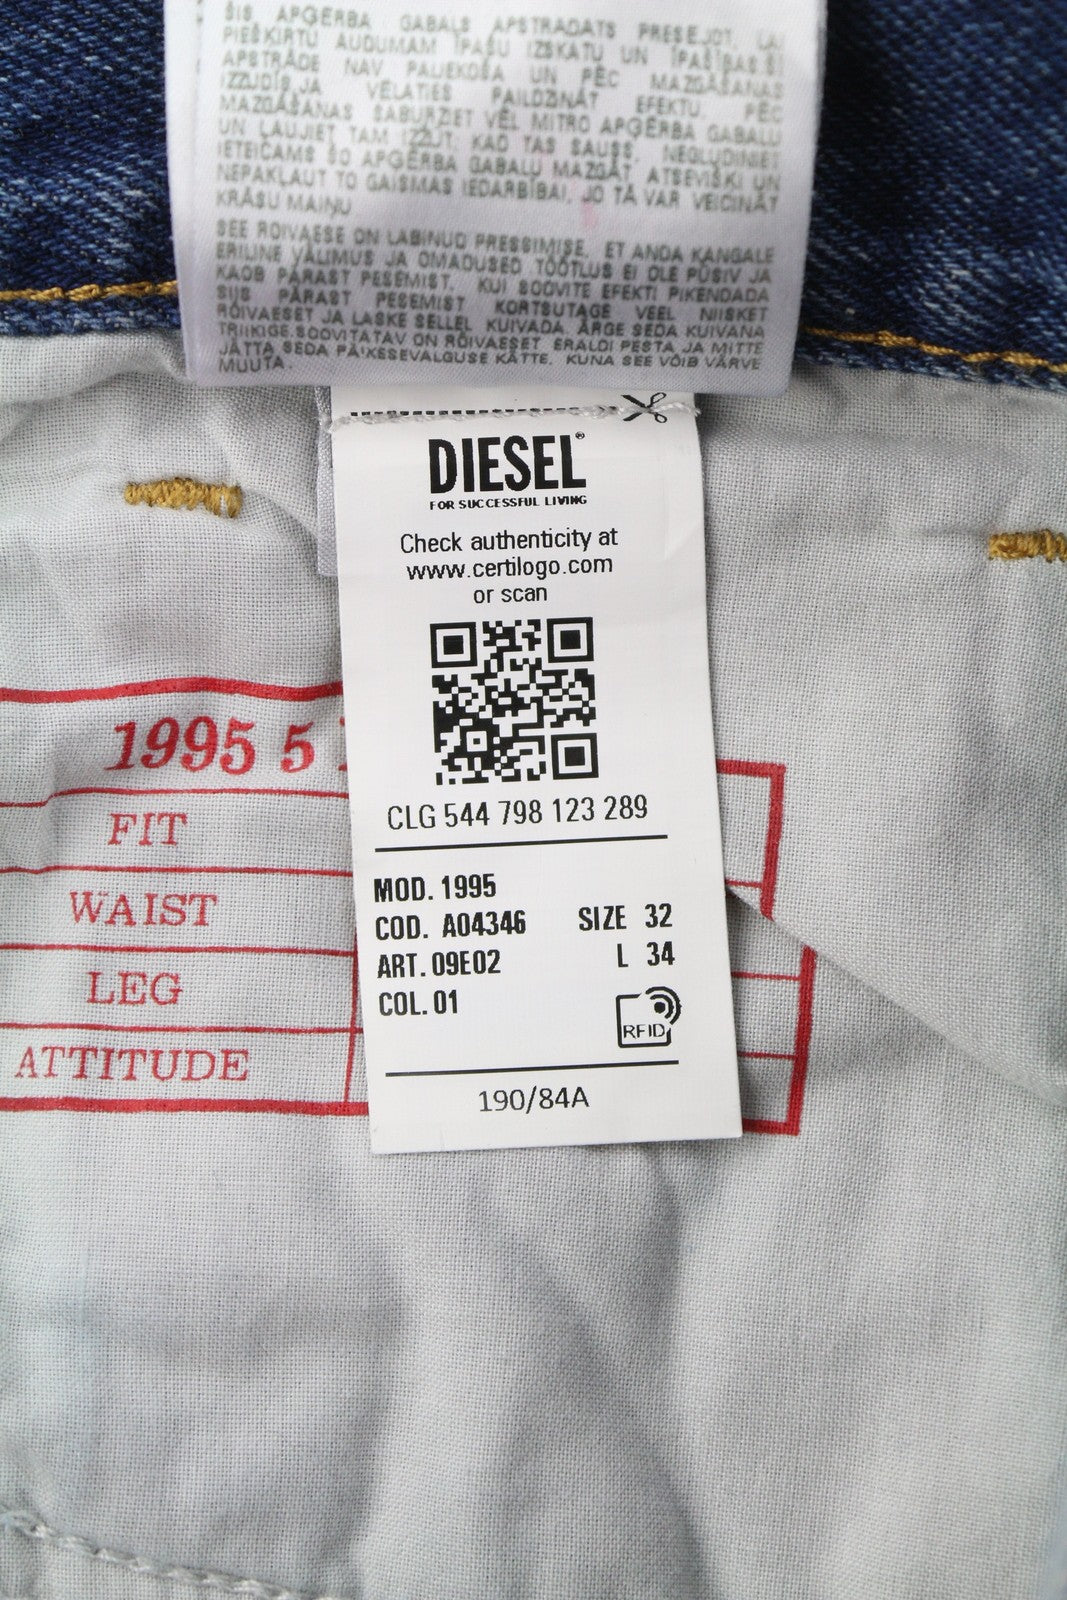 ŠIS APĢĒRBA GABALS APSTRĀDĀTS PRESĒJOT, LAI
PIEŠĶIRTU AUDUMAM ĪPAŠU IZSKATU UN ĪPAŠĪBAS.ŠĪ
APSTRĀDE NAV PALIEKOŠA UN PĒC MAZGĀŠANAS
IZZUDĪS,JA VĒLATIES PAILDZINĀT EFEKTU, PĒC
MAZGĀŠANAS SABURZIET VĒL MITRO APĢĒRBA GABALU
UN ĻAUJIET TAM IZŽŪT. KAD TAS SAUSS, NEGLUDINIET
IETEICAMS ŠO APĢĒRBA GABALU MAZGĀT ATSEVIŠĶI UN
NEPAKĻAUT TO GAISMAS IEDARBĪBAI, JO TĀ VAR VEICINĀT
KRĀSU MAIŅU
SEE RÕIVAESE ON LÄBINUD PRESSIMISE, ET ANDA KANGALE
ERILINE VÄLIMUS JA OMADUSED TÖÖTLUS EI OLE PÜSIV JA
KAOB PÄRAST PESEMIST. KUI SOOVITE EFEKTI PIKENDADA
SIIS PÄRAST PESEMIST KORTSUTAGE VEEL NIISKET
RÕIVAESET JA LASKE SELLEL KUIVADA. ÄRGE SEDA KUIVANA
TRIIKIGE.SOOVITATAV ON RÕIVAESET ERALDI PESTA JA MITTE
JÄTTA SEDA PÄIKESEVALGUSE KÄTTE, KUNA SEE VÕIB VÄRVE
MUUTA.
DIESEL®
FOR SUCCESSFUL LIVING
Check authenticity at
www.certilogo.com
or scan
CLG 544 798 123 289
MOD. 1995
COD. A04346 SIZE 32
ART. 09E02 L 34
COL. 01
RFID
190/84A
1995 5
FIT
WAIST
LEG
ATTITUDE